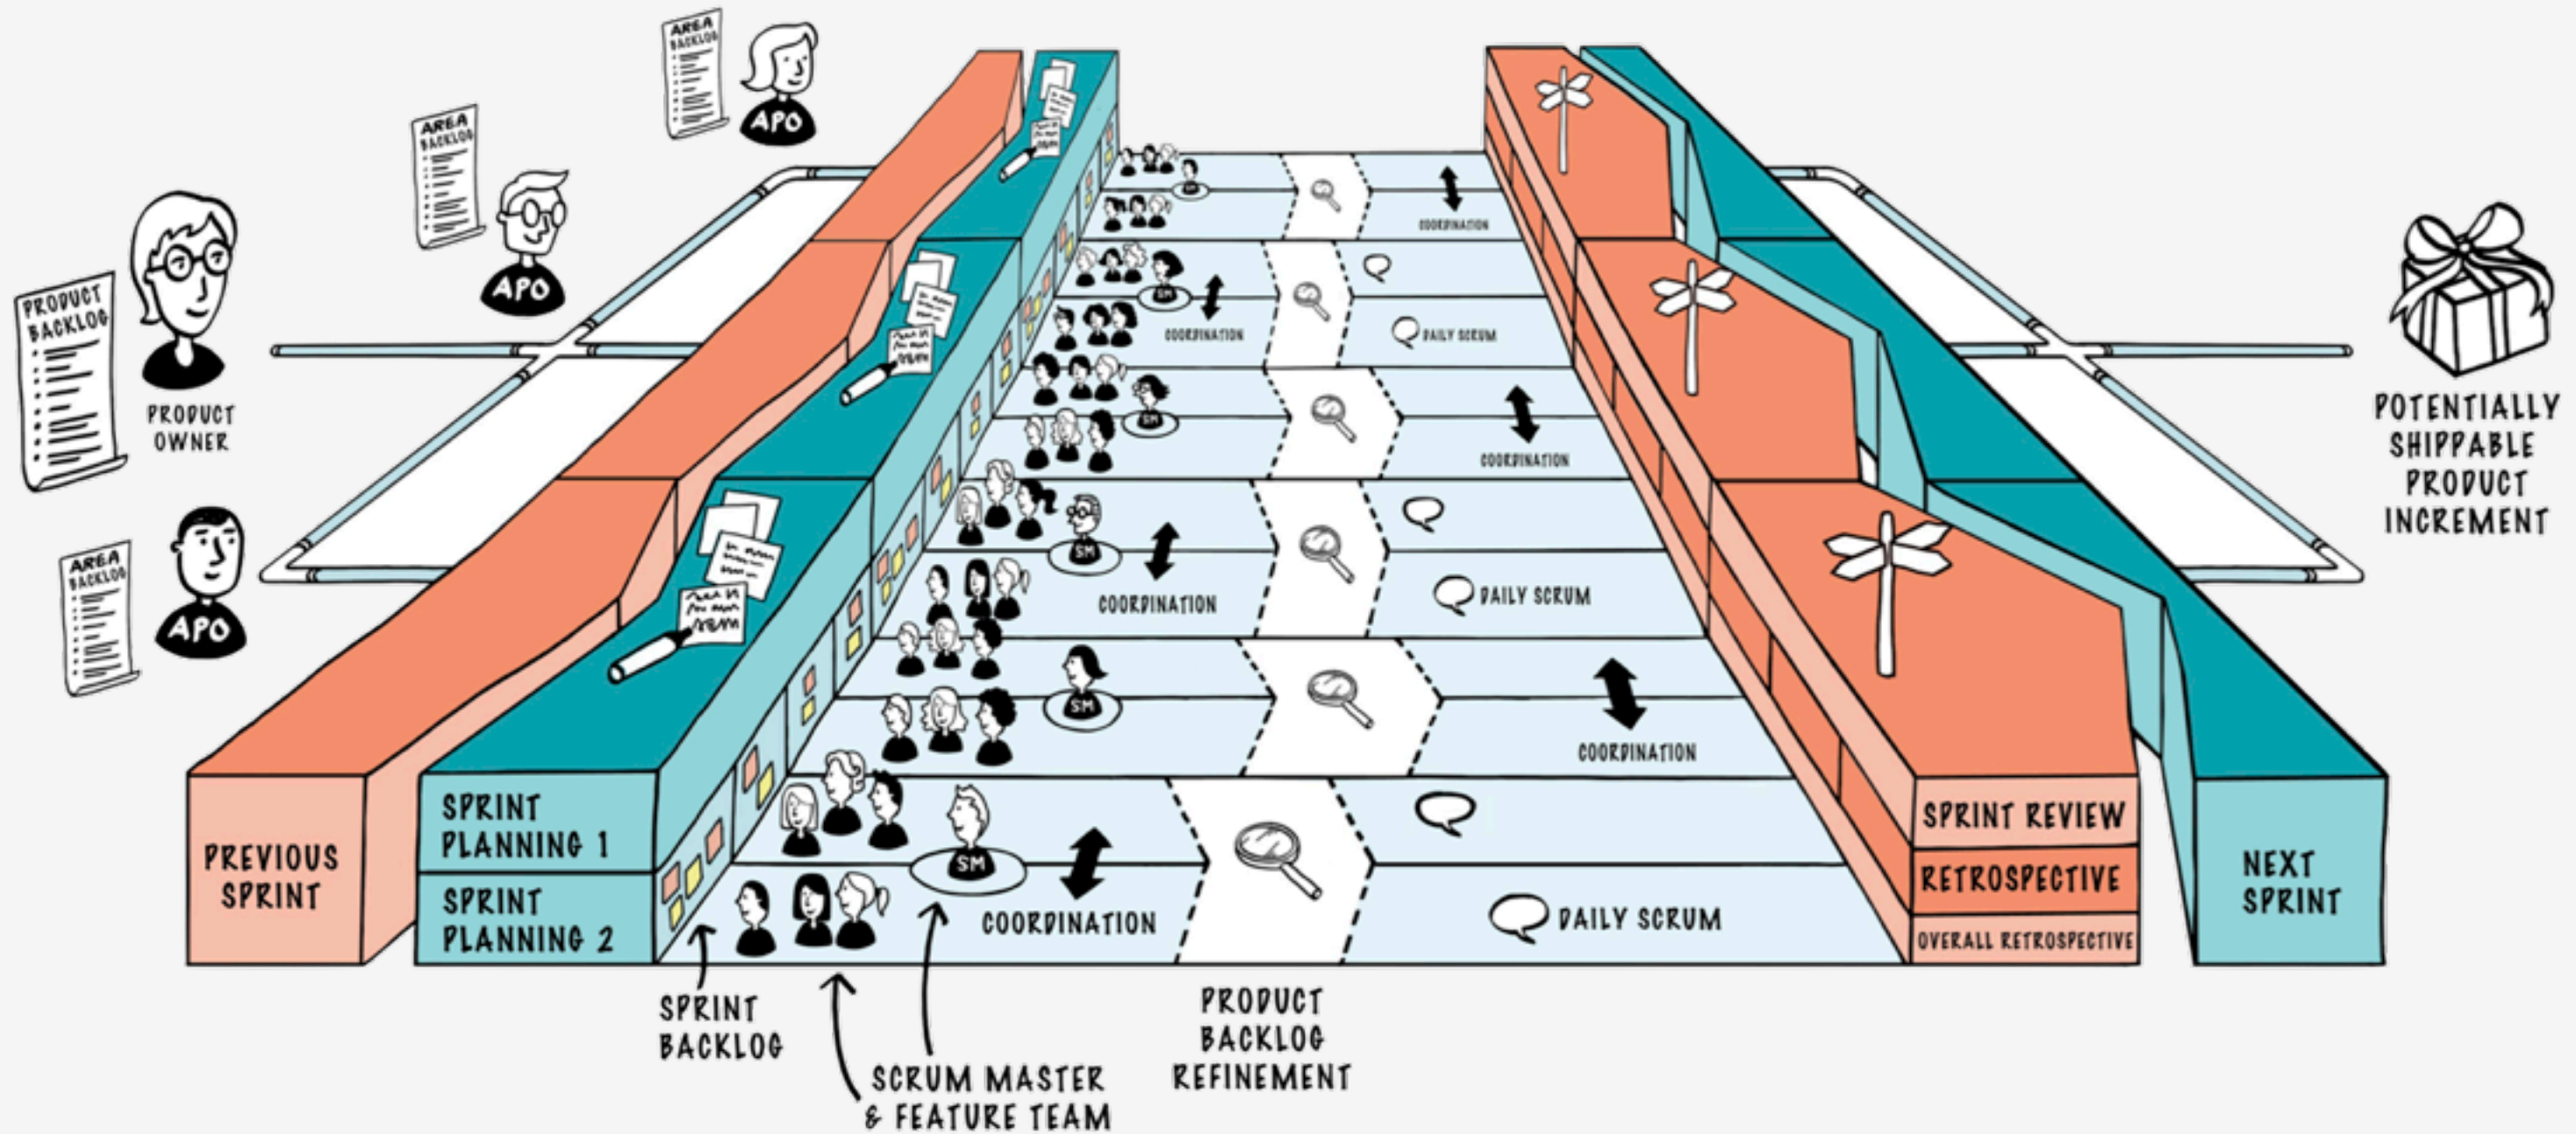 AREA
BACKLOG
APO
AREA
BACKLOG
APO
PRODUCT
BACKLOG
PRODUCT
OWNER
AREA
BACKLOG
APO
PREVIOUS
SPRINT
SPRINT
PLANNING 1
SPRINT
PLANNING 2
SM
COORDINATION
SM
COORDINATION
DAILY SCRUM
SM
COORDINATION
SM
COORDINATION
DAILY SCRUM
SM
COORDINATION
SM
COORDINATION
DAILY SCRUM
SPRINT REVIEW
RETROSPECTIVE
OVERALL RETROSPECTIVE
NEXT
SPRINT
POTENTIALLY
SHIPPABLE
PRODUCT
INCREMENT
SPRINT
BACKLOG
SCRUM MASTER
& FEATURE TEAM
PRODUCT
BACKLOG
REFINEMENT